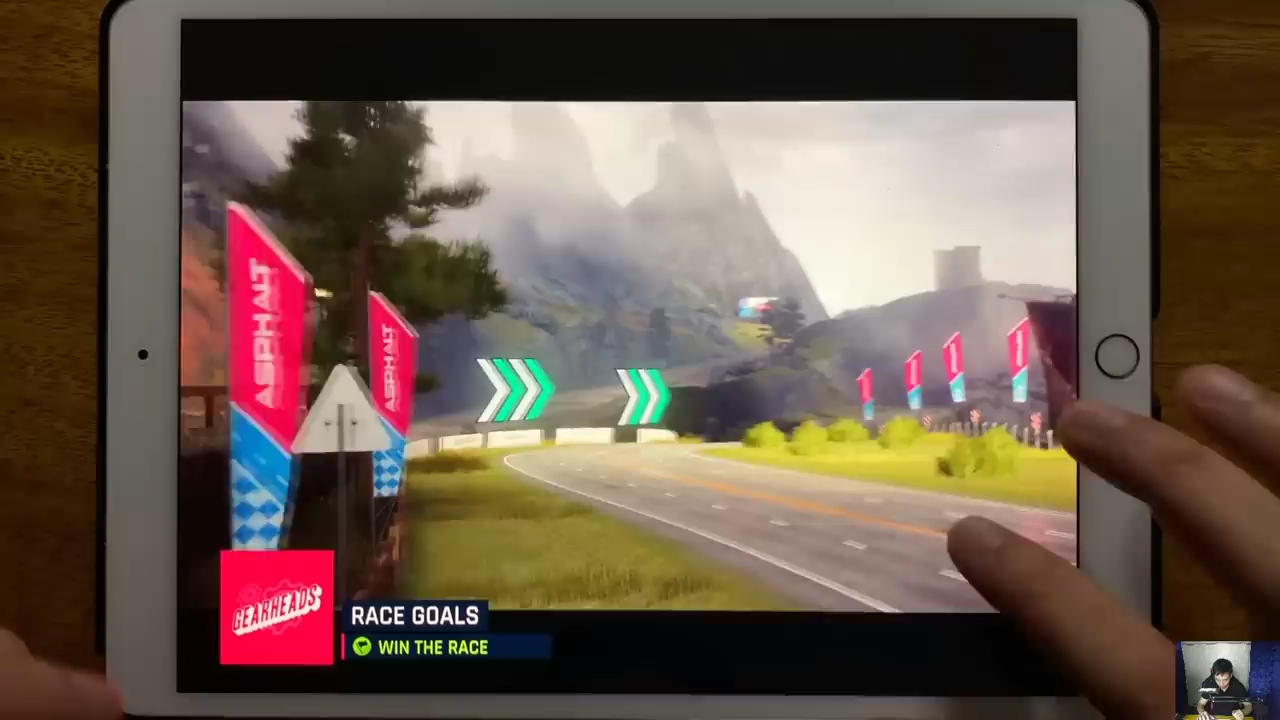 ASPHALT
ASPHALT
GEARHEADS
RACE GOALS
WIN THE RACE